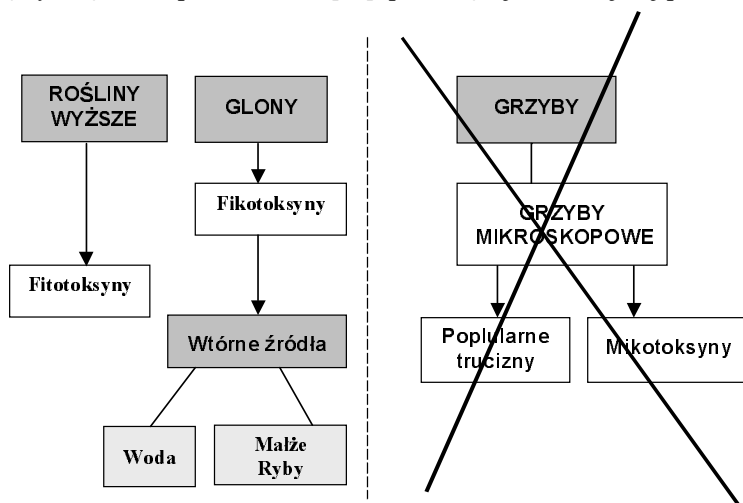 ROŚLINY
WYŻSZE
GLONY
GRZYBY
Fikotoksyny
GRZYBY
MIKROSKOPOWE
Fitotoksyny
Wtórne źródła
Poplularne
trucizny
Mikotoksyny
Woda
Małże
Ryby